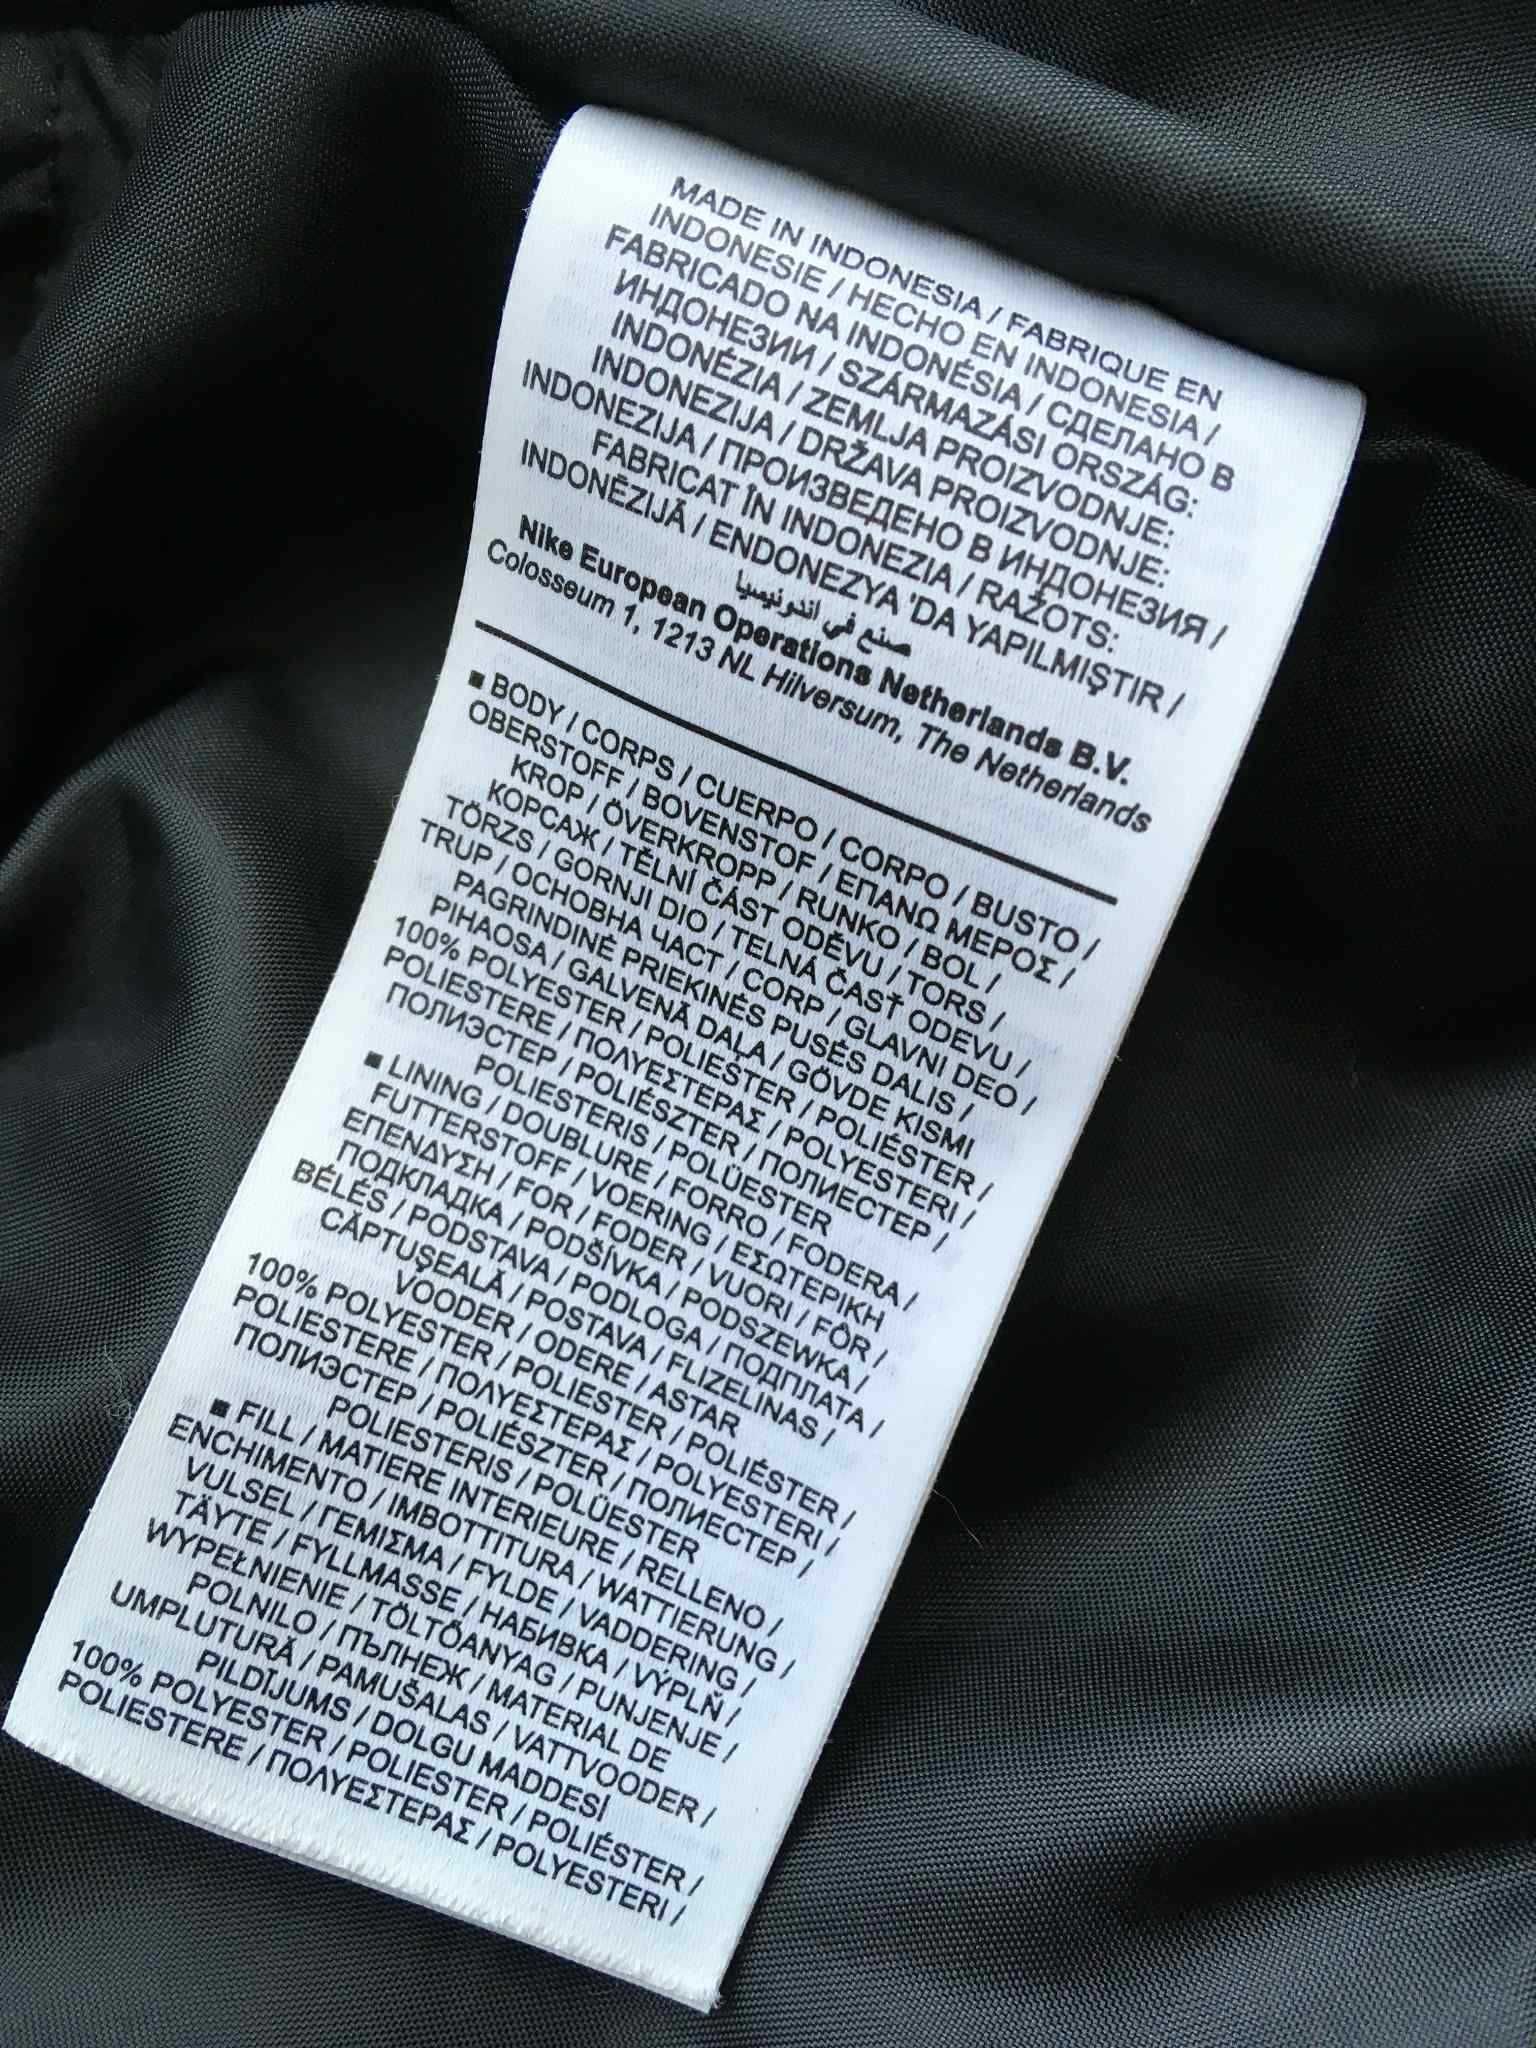 MADE IN INDONESIA / FABRIQUE EN
INDONESIE / HECHO EN INDONESIA /
FABRICADO NA INDONÉSIA / СДЕЛАНО В
ИНДОНЕЗИИ / SZÁRMAZÁSI ORSZÁG:
INDONÉZIA / ZEMLJA PROIZVODNJE:
INDONEZIJA / DRŽAVA PROIZVODNJE:
INDONEZIJA / ПРОИЗВЕДЕНО В ИНДОНЕЗИЯ /
FABRICAT ÎN INDONEZIA / RAŽOTS:
INDONĒZIJĀ / ENDONEZYA 'DA YAPILMIŞTIR /
صنع في اندونيسيا
Nike European Operations Netherlands B.V.
Colosseum 1, 1213 NL Hilversum, The Netherlands
■ BODY / CORPS / CUERPO / CORPO / BUSTO /
OBERSTOFF / BOVENSTOF / ΕΠΑΝΩ ΜΕΡΟΣ /
KROP / ÖVERKROPP / RUNKO / BOL /
КОРСАЖ / TĚLNÍ ČÁST ODĚVU / TORS /
TÖRZS / GORNJI DIO / TELNÁ ČASŤ ODEVU /
TRUP / ОСНОВНА ЧАСТ / CORP / GLAVNI DEO /
PAGRINDINĖ PRIEKINĖS PUSĖS DALIS /
PIHAOSA / GALVENĀ DAĻA / GÖVDE KISMI
100% POLYESTER / POLIESTER / POLIÉSTER /
POLIESTERE / ΠΟΛΥΕΣΤΕΡΑΣ / POLYESTERI /
ПОЛИЭСТЕР / POLIÉSZTER / ПОЛИЕСТЕР /
POLIESTERIS / POLÜESTER
■ LINING / DOUBLURE / FORRO / FODERA /
FUTTERSTOFF / VOERING / ΕΣΩΤΕΡΙΚΗ
ΕΠΕΝΔΥΣΗ / FOR / FODER / VUORI / FÔR /
ПОДКЛАДКА / PODŠÍVKA / PODSZEWKA /
BÉLÉS / PODSTAVA / PODLOGA / ПОДПЛАТА /
CĂPTUŞEALĂ / POSTAVA / FLIZELINAS /
VOODER / ODERE / ASTAR
100% POLYESTER / POLIESTER / POLIÉSTER /
POLIESTERE / ΠΟΛΥΕΣΤΕΡΑΣ / POLYESTERI /
ПОЛИЭСТЕР / POLIÉSZTER / ПОЛИЕСТЕР /
POLIESTERIS / POLÜESTER
■ FILL / MATIERE INTERIEURE / RELLENO /
ENCHIMENTO / IMBOTTITURA / WATTIERUNG /
VULSEL / ΓΕΜΙΣΜΑ / FYLDE / VADDERING /
TÄYTE / FYLLMASSE / НАБИВКА / VÝPLŇ /
WYPEŁNIENIE / TÖLTŐANYAG / PUNJENJE /
POLNILO / ПЪЛНЕЖ / MATERIAL DE
UMPLUTURĂ / PAMUŠALAS / VATTVOODER /
PILDĪJUMS / DOLGU MADDESİ
100% POLYESTER / POLIESTER / POLIÉSTER /
POLIESTERE / ΠΟΛΥΕΣΤΕΡΑΣ / POLYESTERI /